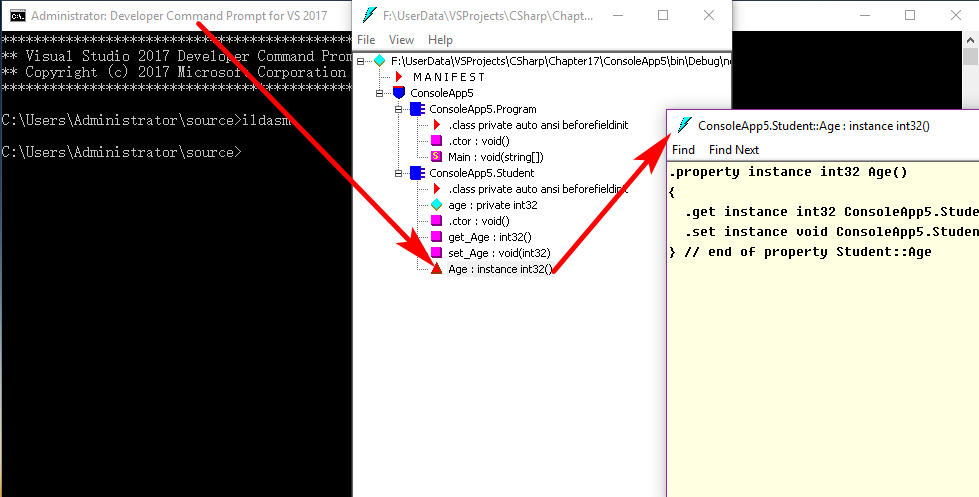 Administrator: Developer Command Prompt for VS 2017
** Visual Studio 2017 Developer Command Prom
** Copyright (c) 2017 Microsoft Corporation
C:\Users\Administrator\source>ildasm
C:\Users\Administrator\source>
F:\UserData\VSProjects\CSharp\Chapt...
File View Help
F:\UserData\VSProjects\CSharp\Chapter17\ConsoleApp5\bin\Debug\ne
M A N I F E S T
ConsoleApp5
ConsoleApp5.Program
.class private auto ansi beforefieldinit
.ctor : void()
Main : void(string[])
ConsoleApp5.Student
.class private auto ansi beforefieldinit
age : private int32
.ctor : void()
get_Age : int32()
set_Age : void(int32)
Age : instance int32()
ConsoleApp5.Student::Age : instance int32()
Find Find Next
.property instance int32 Age()
{
.get instance int32 ConsoleApp5.Stude
.set instance void ConsoleApp5.Studen
} // end of property Student::Age